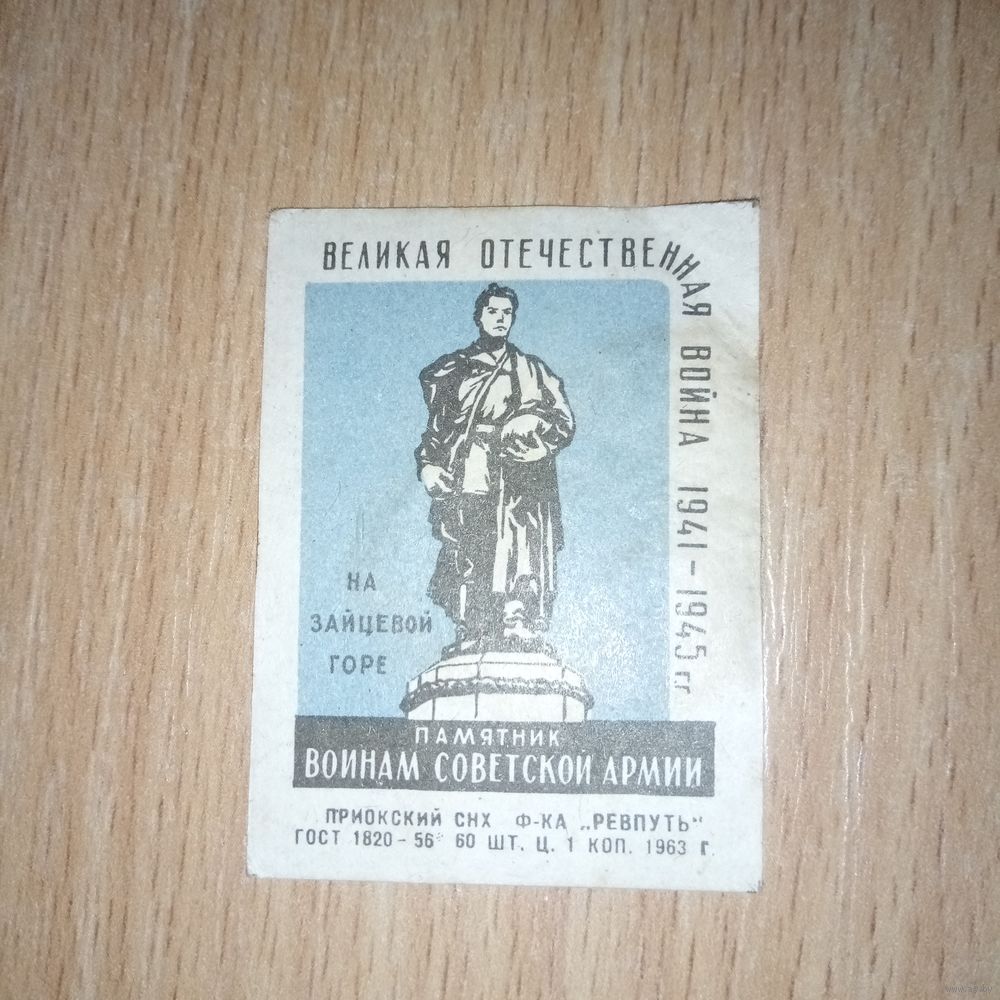 ВЕЛИКАЯ ОТЕЧЕСТВЕННАЯ ВОЙНА 1941-1945 гг
НА
ЗАЙЦЕВОЙ
ГОРЕ
ПАМЯТНИК
ВОИНАМ СОВЕТСКОЙ АРМИИ
ПРИОКСКИЙ СНХ Ф-КА „РЕВПУТЬ“
ГОСТ 1820-56 60 ШТ. Ц. 1 КОП. 1963 г.